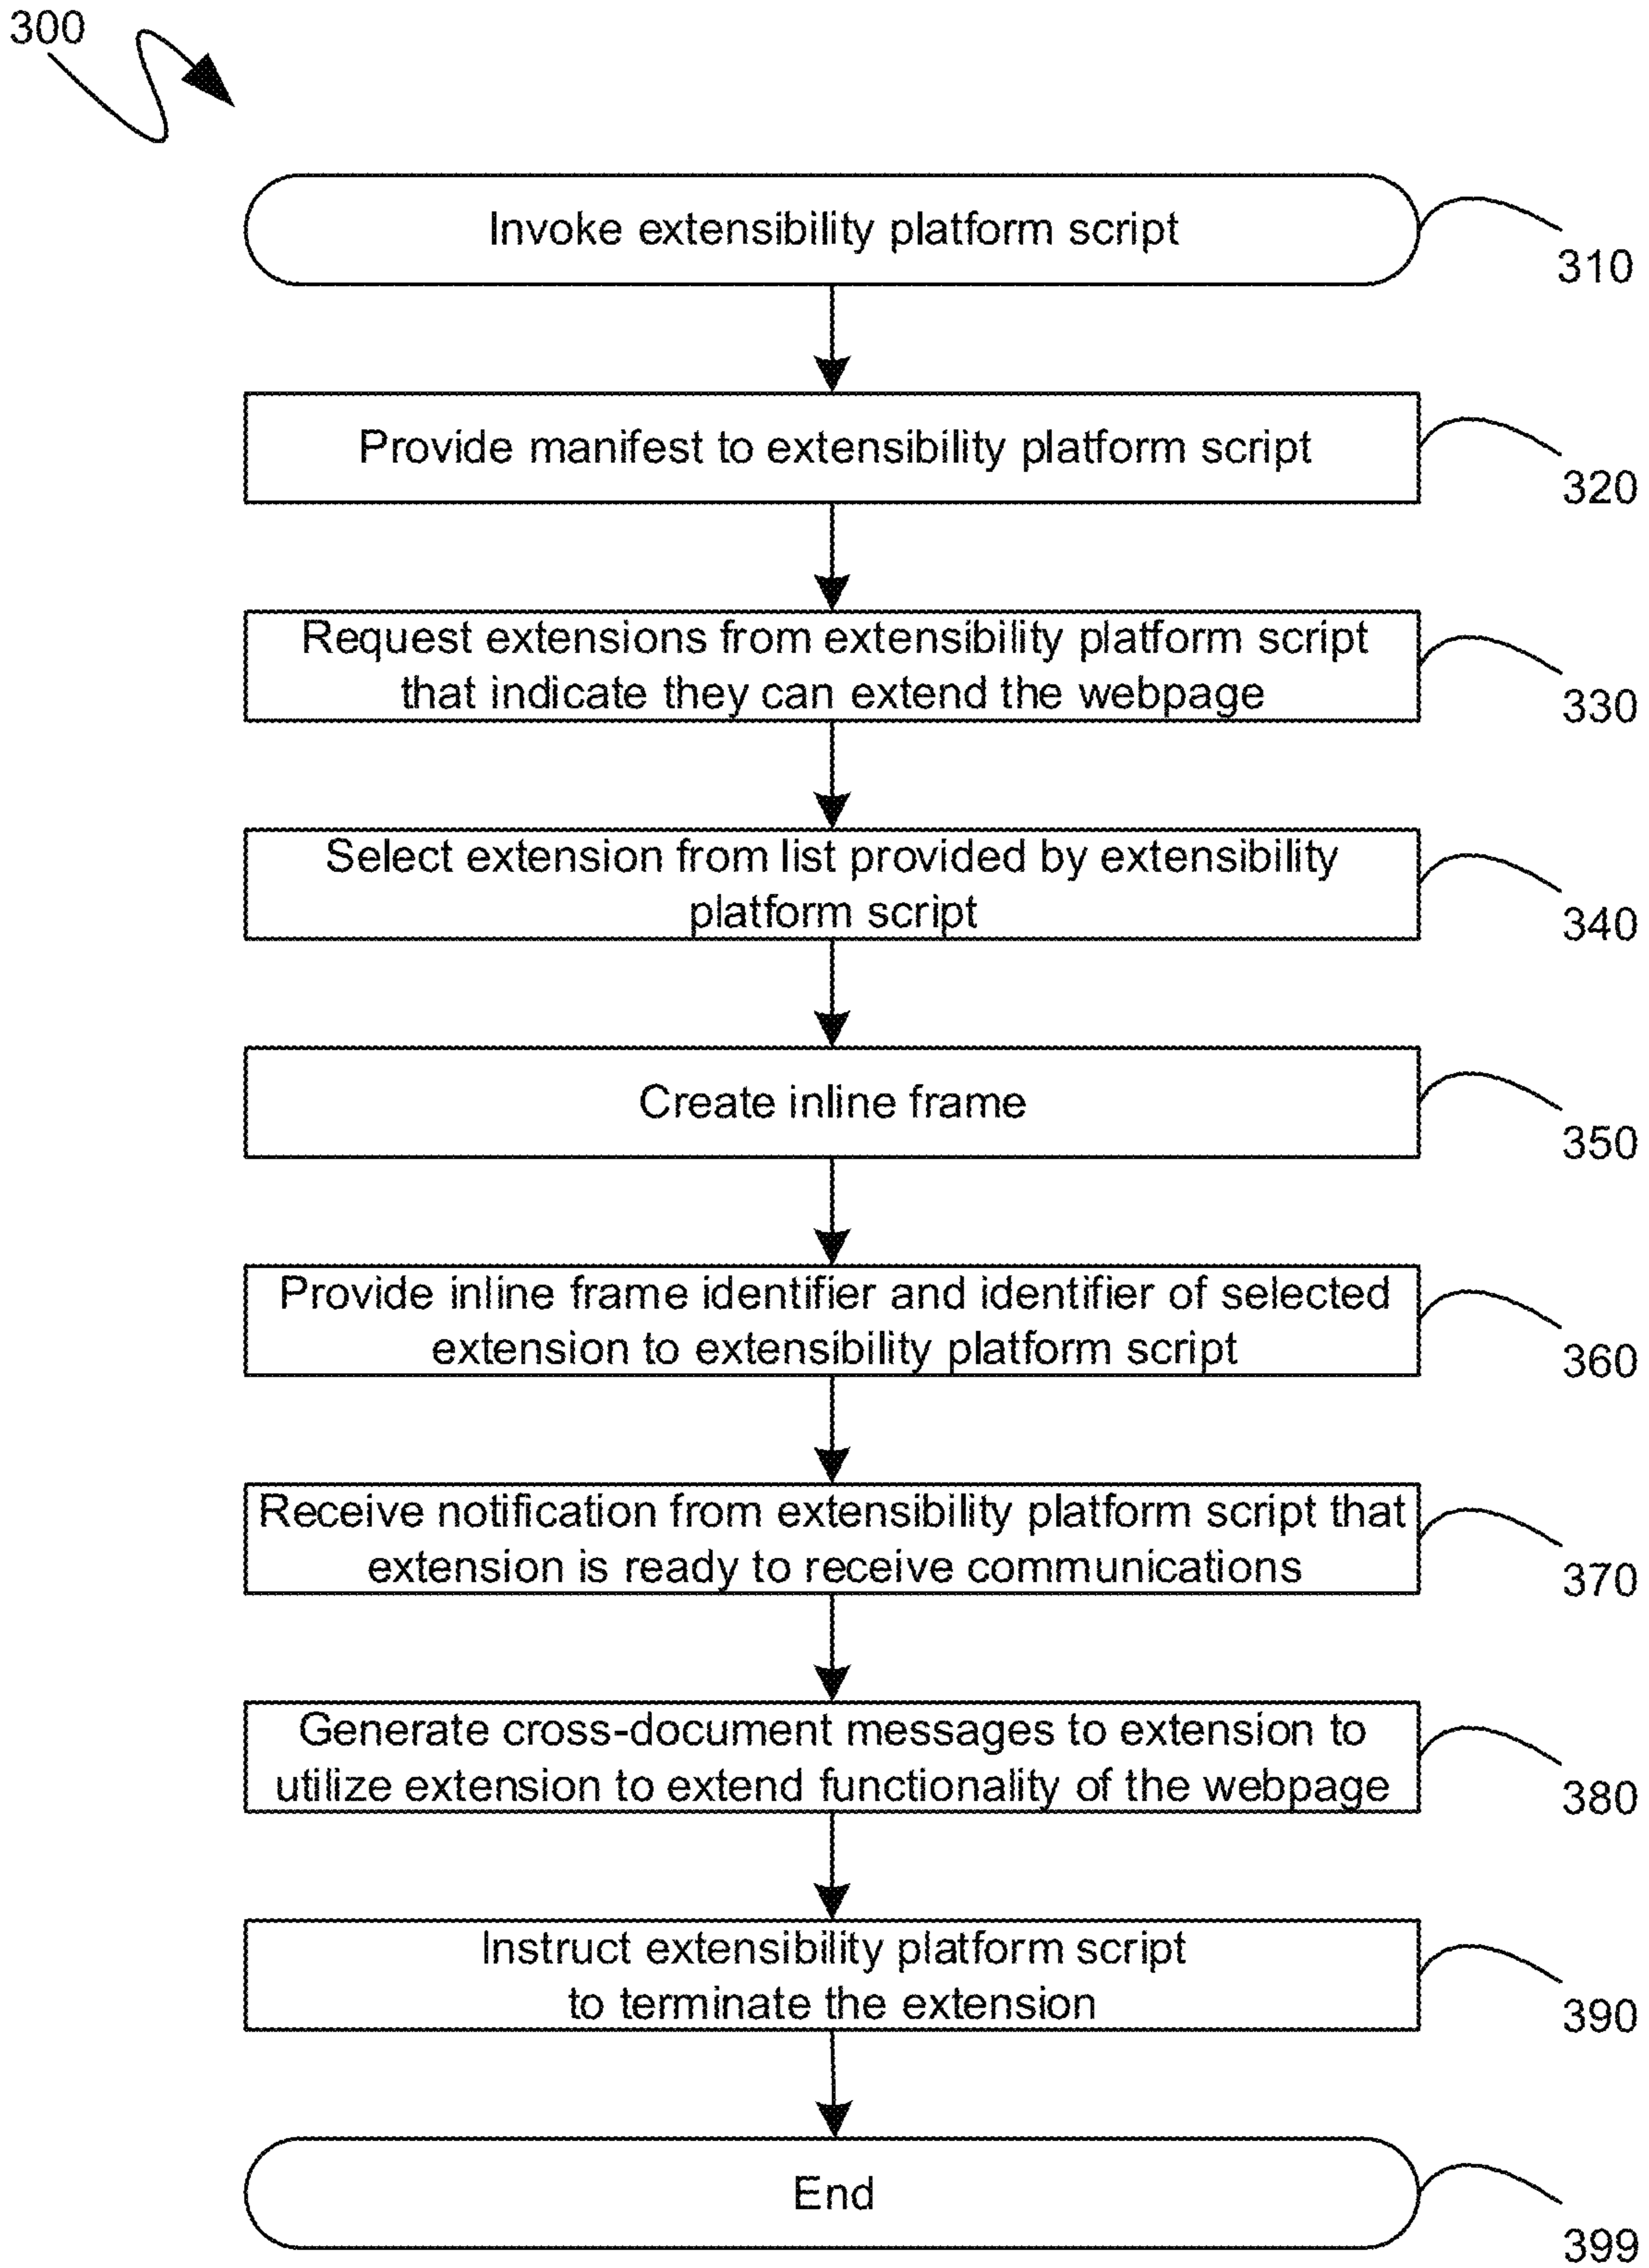 300
Invoke extensibility platform script
310
Provide manifest to extensibility platform script
320
Request extensions from extensibility platform script
that indicate they can extend the webpage
330
Select extension from list provided by extensibility
platform script
340
Create inline frame
350
Provide inline frame identifier and identifier of selected
extension to extensibility platform script
360
Receive notification from extensibility platform script that
extension is ready to receive communications
370
Generate cross-document messages to extension to
utilize extension to extend functionality of the webpage
380
Instruct extensibility platform script
to terminate the extension
390
End
399